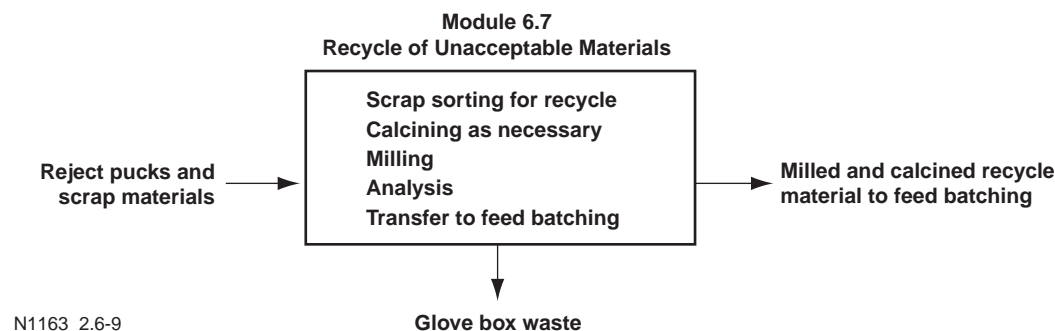 Module 6.7
Recycle of Unacceptable Materials
Scrap sorting for recycle
Calcining as necessary
Milling
Analysis
Transfer to feed batching
Reject pucks and
scrap materials
Milled and calcined recycle
material to feed batching
Glove box waste
N1163 2.6-9